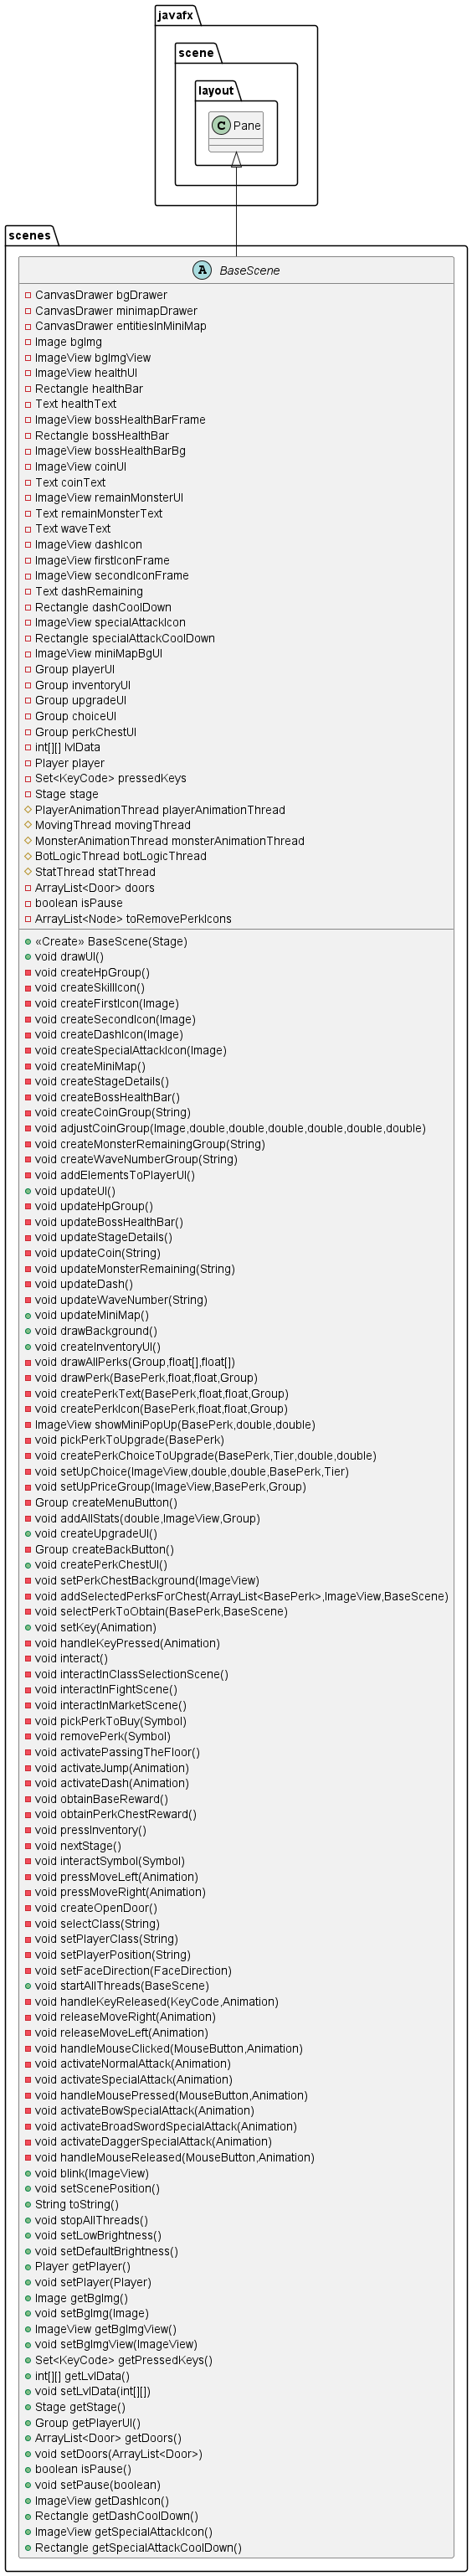 javafx
scene
layout
C Pane
scenes
A BaseScene
CanvasDrawer bgDrawer
CanvasDrawer minimapDrawer
CanvasDrawer entitiesInMiniMap
Image bgImg
ImageView bgImgView
ImageView healthUI
Rectangle healthBar
Text healthText
ImageView bossHealthBarFrame
Rectangle bossHealthBar
ImageView bossHealthBarBg
ImageView coinUI
Text coinText
ImageView remainMonsterUI
Text remainMonsterText
Text waveText
ImageView dashIcon
ImageView firstIconFrame
ImageView secondIconFrame
Text dashRemaining
Rectangle dashCoolDown
ImageView specialAttackIcon
Rectangle specialAttackCoolDown
ImageView miniMapBgUI
Group playerUI
Group inventoryUI
Group upgradeUI
Group choiceUI
Group perkChestUI
int[][] lvlData
Player player
Set<KeyCode> pressedKeys
Stage stage
PlayerAnimationThread playerAnimationThread
MovingThread movingThread
MonsterAnimationThread monsterAnimationThread
BotLogicThread botLogicThread
StatThread statThread
ArrayList<Door> doors
boolean isPause
ArrayList<Node> toRemovePerkIcons
«Create» BaseScene(Stage)
void drawUI()
void createHpGroup()
void createSkillIcon()
void createFirstIcon(Image)
void createSecondIcon(Image)
void createDashIcon(Image)
void createSpecialAttackIcon(Image)
void createMiniMap()
void createStageDetails()
void createBossHealthBar()
void createCoinGroup(String)
void adjustCoinGroup(Image,double,double,double,double,double,double)
void createMonsterRemainingGroup(String)
void createWaveNumberGroup(String)
void addElementsToPlayerUI()
void updateUI()
void updateHpGroup()
void updateBossHealthBar()
void updateStageDetails()
void updateCoin(String)
void updateMonsterRemaining(String)
void updateDash()
void updateWaveNumber(String)
void updateMiniMap()
void drawBackground()
void createInventoryUI()
void drawAllPerks(Group,float[],float[])
void drawPerk(BasePerk,float,float,Group)
void createPerkText(BasePerk,float,float,Group)
void createPerkIcon(BasePerk,float,float,Group)
ImageView showMiniPopUp(BasePerk,double,double)
void pickPerkToUpgrade(BasePerk)
void createPerkChoiceToUpgrade(BasePerk,Tier,double,double)
void setUpChoice(ImageView,double,double,BasePerk,Tier)
void setUpPriceGroup(ImageView,BasePerk,Group)
Group createMenuButton()
void addAllStats(double,ImageView,Group)
void createUpgradeUI()
Group createBackButton()
void createPerkChestUI()
void setPerkChestBackground(ImageView)
void addSelectedPerksForChest(ArrayList<BasePerk>,ImageView,BaseScene)
void selectPerkToObtain(BasePerk,BaseScene)
void setKey(Animation)
void handleKeyPressed(Animation)
void interact()
void interactInClassSelectionScene()
void interactInFightScene()
void interactInMarketScene()
void pickPerkToBuy(Symbol)
void removePerk(Symbol)
void activatePassingTheFloor()
void activateJump(Animation)
void activateDash(Animation)
void obtainBaseReward()
void obtainPerkChestReward()
void pressInventory()
void nextStage()
void interactSymbol(Symbol)
void pressMoveLeft(Animation)
void pressMoveRight(Animation)
void createOpenDoor()
void selectClass(String)
void setPlayerClass(String)
void setPlayerPosition(String)
void setFaceDirection(FaceDirection)
void startAllThreads(BaseScene)
void handleKeyReleased(KeyCode,Animation)
void releaseMoveRight(Animation)
void releaseMoveLeft(Animation)
void handleMouseClicked(MouseButton,Animation)
void activateNormalAttack(Animation)
void activateSpecialAttack(Animation)
void handleMousePressed(MouseButton,Animation)
void activateBowSpecialAttack(Animation)
void activateBroadSwordSpecialAttack(Animation)
void activateDaggerSpecialAttack(Animation)
void handleMouseReleased(MouseButton,Animation)
void blink(ImageView)
void setScenePosition()
String toString()
void stopAllThreads()
void setLowBrightness()
void setDefaultBrightness()
Player getPlayer()
void setPlayer(Player)
Image getBgImg()
void setBgImg(Image)
ImageView getBgImgView()
void setBgImgView(ImageView)
Set<KeyCode> getPressedKeys()
int[][] getLvlData()
void setLvlData(int[][])
Stage getStage()
Group getPlayerUI()
ArrayList<Door> getDoors()
void setDoors(ArrayList<Door>)
boolean isPause()
void setPause(boolean)
ImageView getDashIcon()
Rectangle getDashCoolDown()
ImageView getSpecialAttackIcon()
Rectangle getSpecialAttackCoolDown()